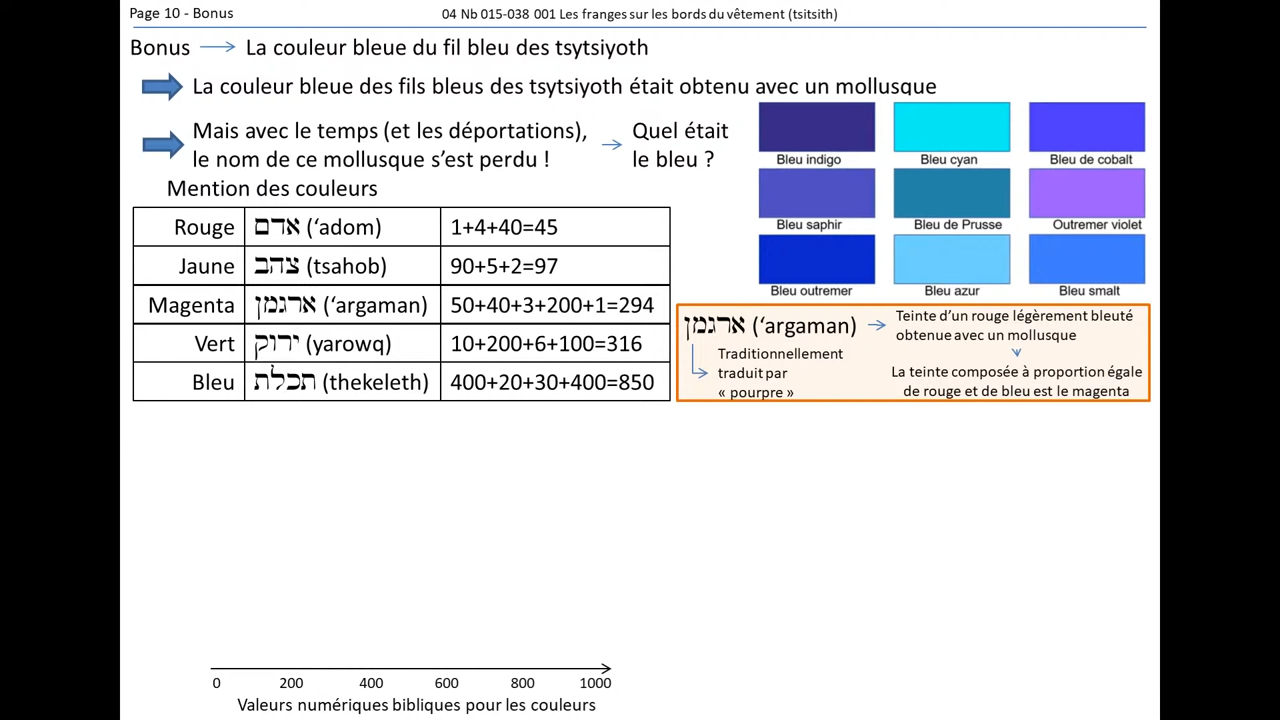 Page 10 - Bonus
04 Nb 015-038 001 Les franges sur les bords du vêtement (tsitsith)
Bonus → La couleur bleue du fil bleu des tsytsiyoth
La couleur bleue des fils bleus des tsytsiyoth était obtenu avec un mollusque
Mais avec le temps (et les déportations),
le nom de ce mollusque s’est perdu !
→ Quel était
le bleu ?
Bleu indigo
Bleu cyan
Bleu de cobalt
Bleu saphir
Bleu de Prusse
Outremer violet
Bleu outremer
Bleu azur
Bleu smalt
Mention des couleurs
Rouge אדם (‘adom) 1+4+40=45
Jaune צהב (tsahob) 90+5+2=97
Magenta ארגמן (‘argaman) 50+40+3+200+1=294
Vert ירוק (yarowq) 10+200+6+100=316
Bleu תכלת (thekeleth) 400+20+30+400=850
ארגמן (‘argaman) →
Traditionnellement
traduit par
« pourpre »
Teinte d’un rouge légèrement bleuté
obtenue avec un mollusque
La teinte composée à proportion égale
de rouge et de bleu est le magenta
0 200 400 600 800 1000
Valeurs numériques bibliques pour les couleurs